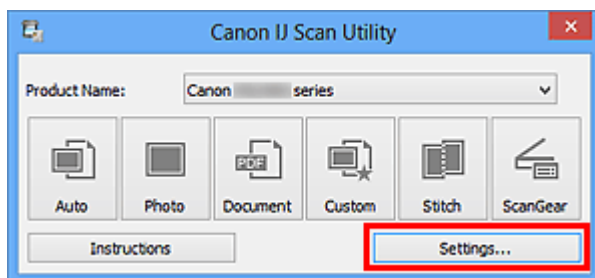 Canon IJ Scan Utility
Product Name: Canon series
PDF
Auto Photo Document Custom Stitch ScanGear
Instructions Settings...